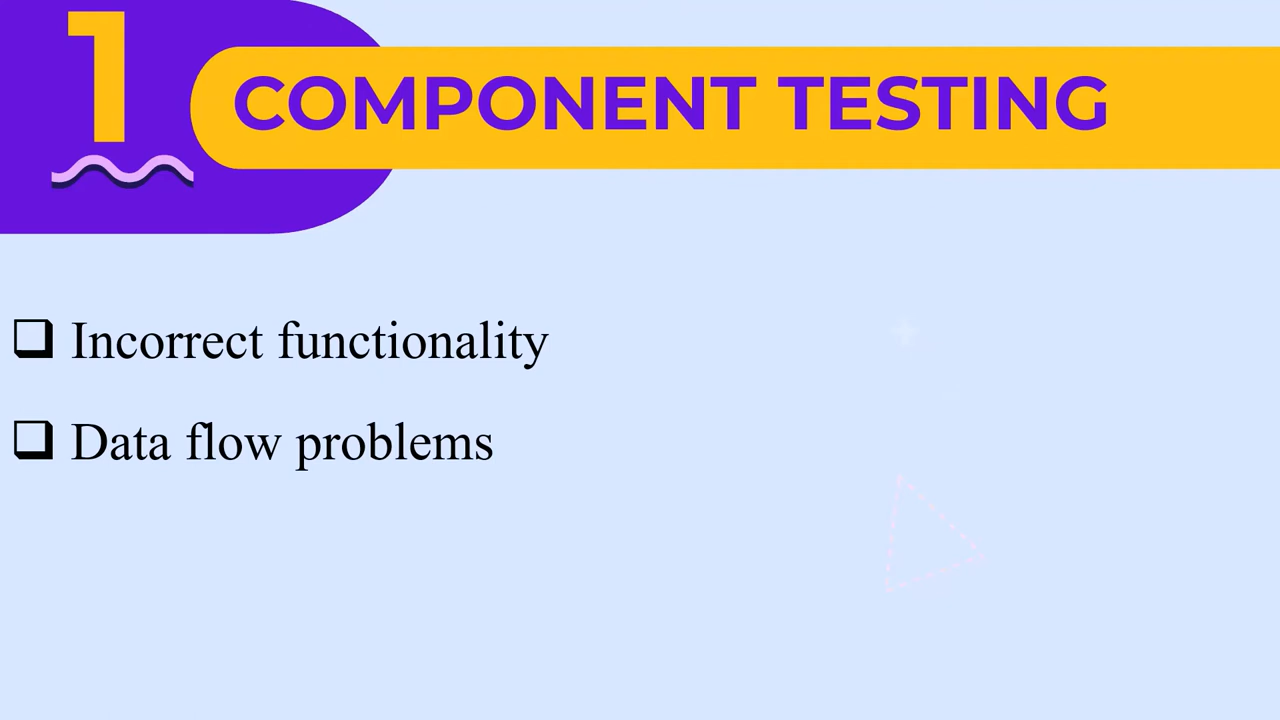 1
COMPONENT TESTING
Incorrect functionality
Data flow problems